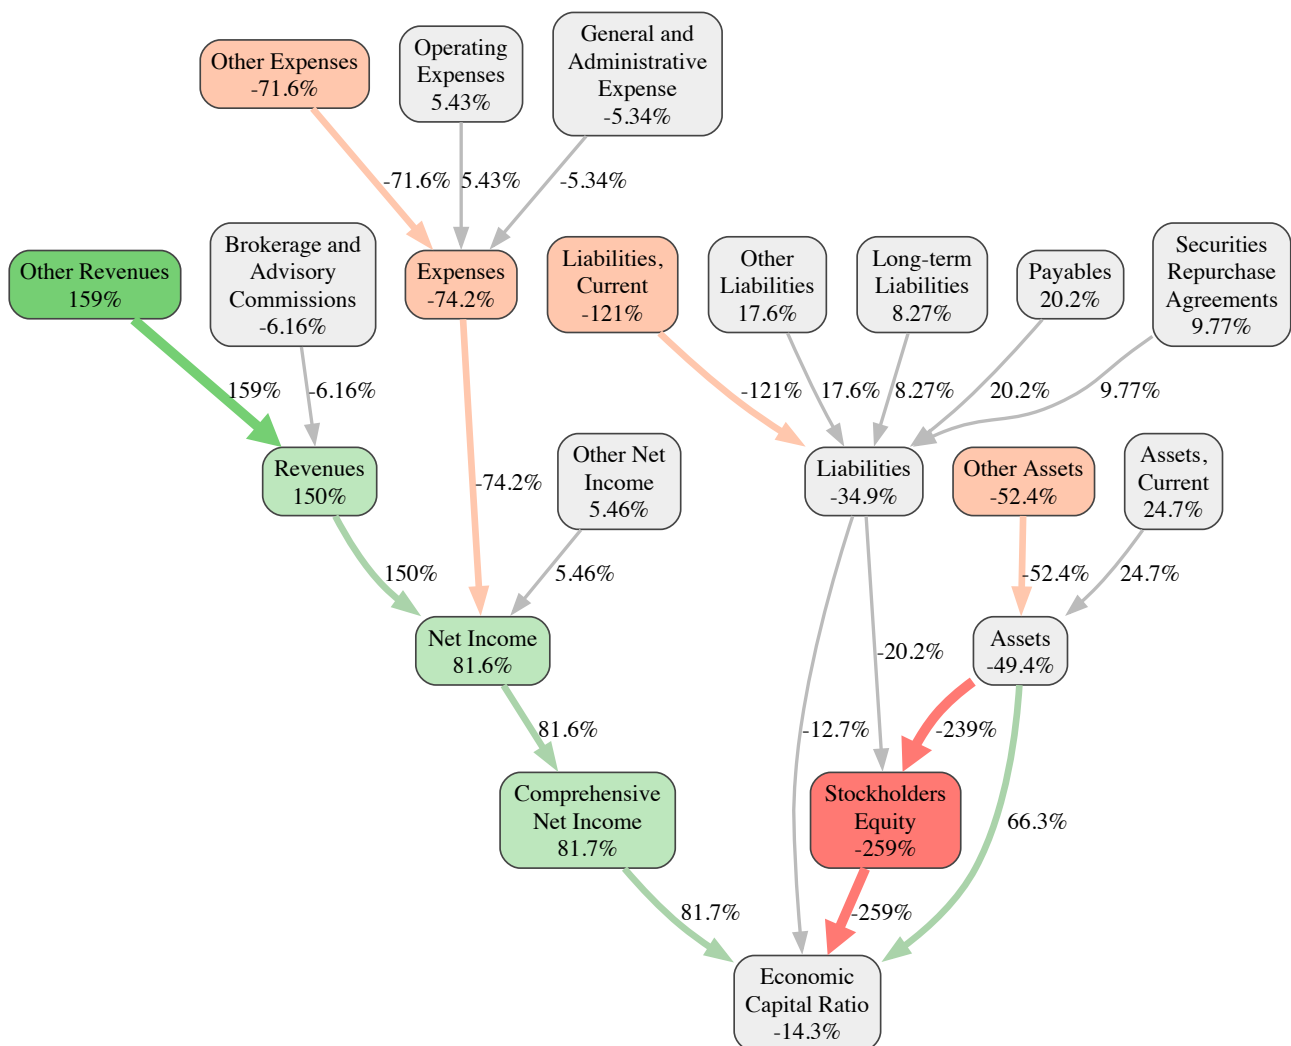 Other Expenses
-71.6%
Operating
Expenses
5.43%
General and
Administrative
Expense
-5.34%
-71.6%
5.43%
-5.34%
Other Revenues
159%
Brokerage and
Advisory
Commissions
-6.16%
Expenses
-74.2%
Liabilities,
Current
-121%
Other
Liabilities
17.6%
Long-term
Liabilities
8.27%
Payables
20.2%
Securities
Repurchase
Agreements
9.77%
159%
-6.16%
-121%
17.6%
8.27%
20.2%
9.77%
Revenues
150%
-74.2%
Other Net
Income
5.46%
Liabilities
-34.9%
Other Assets
-52.4%
Assets,
Current
24.7%
150%
5.46%
-52.4%
24.7%
Net Income
81.6%
-20.2%
Assets
-49.4%
81.6%
-12.7%
-239%
Comprehensive
Net Income
81.7%
Stockholders
Equity
-259%
66.3%
81.7%
-259%
Economic
Capital Ratio
-14.3%